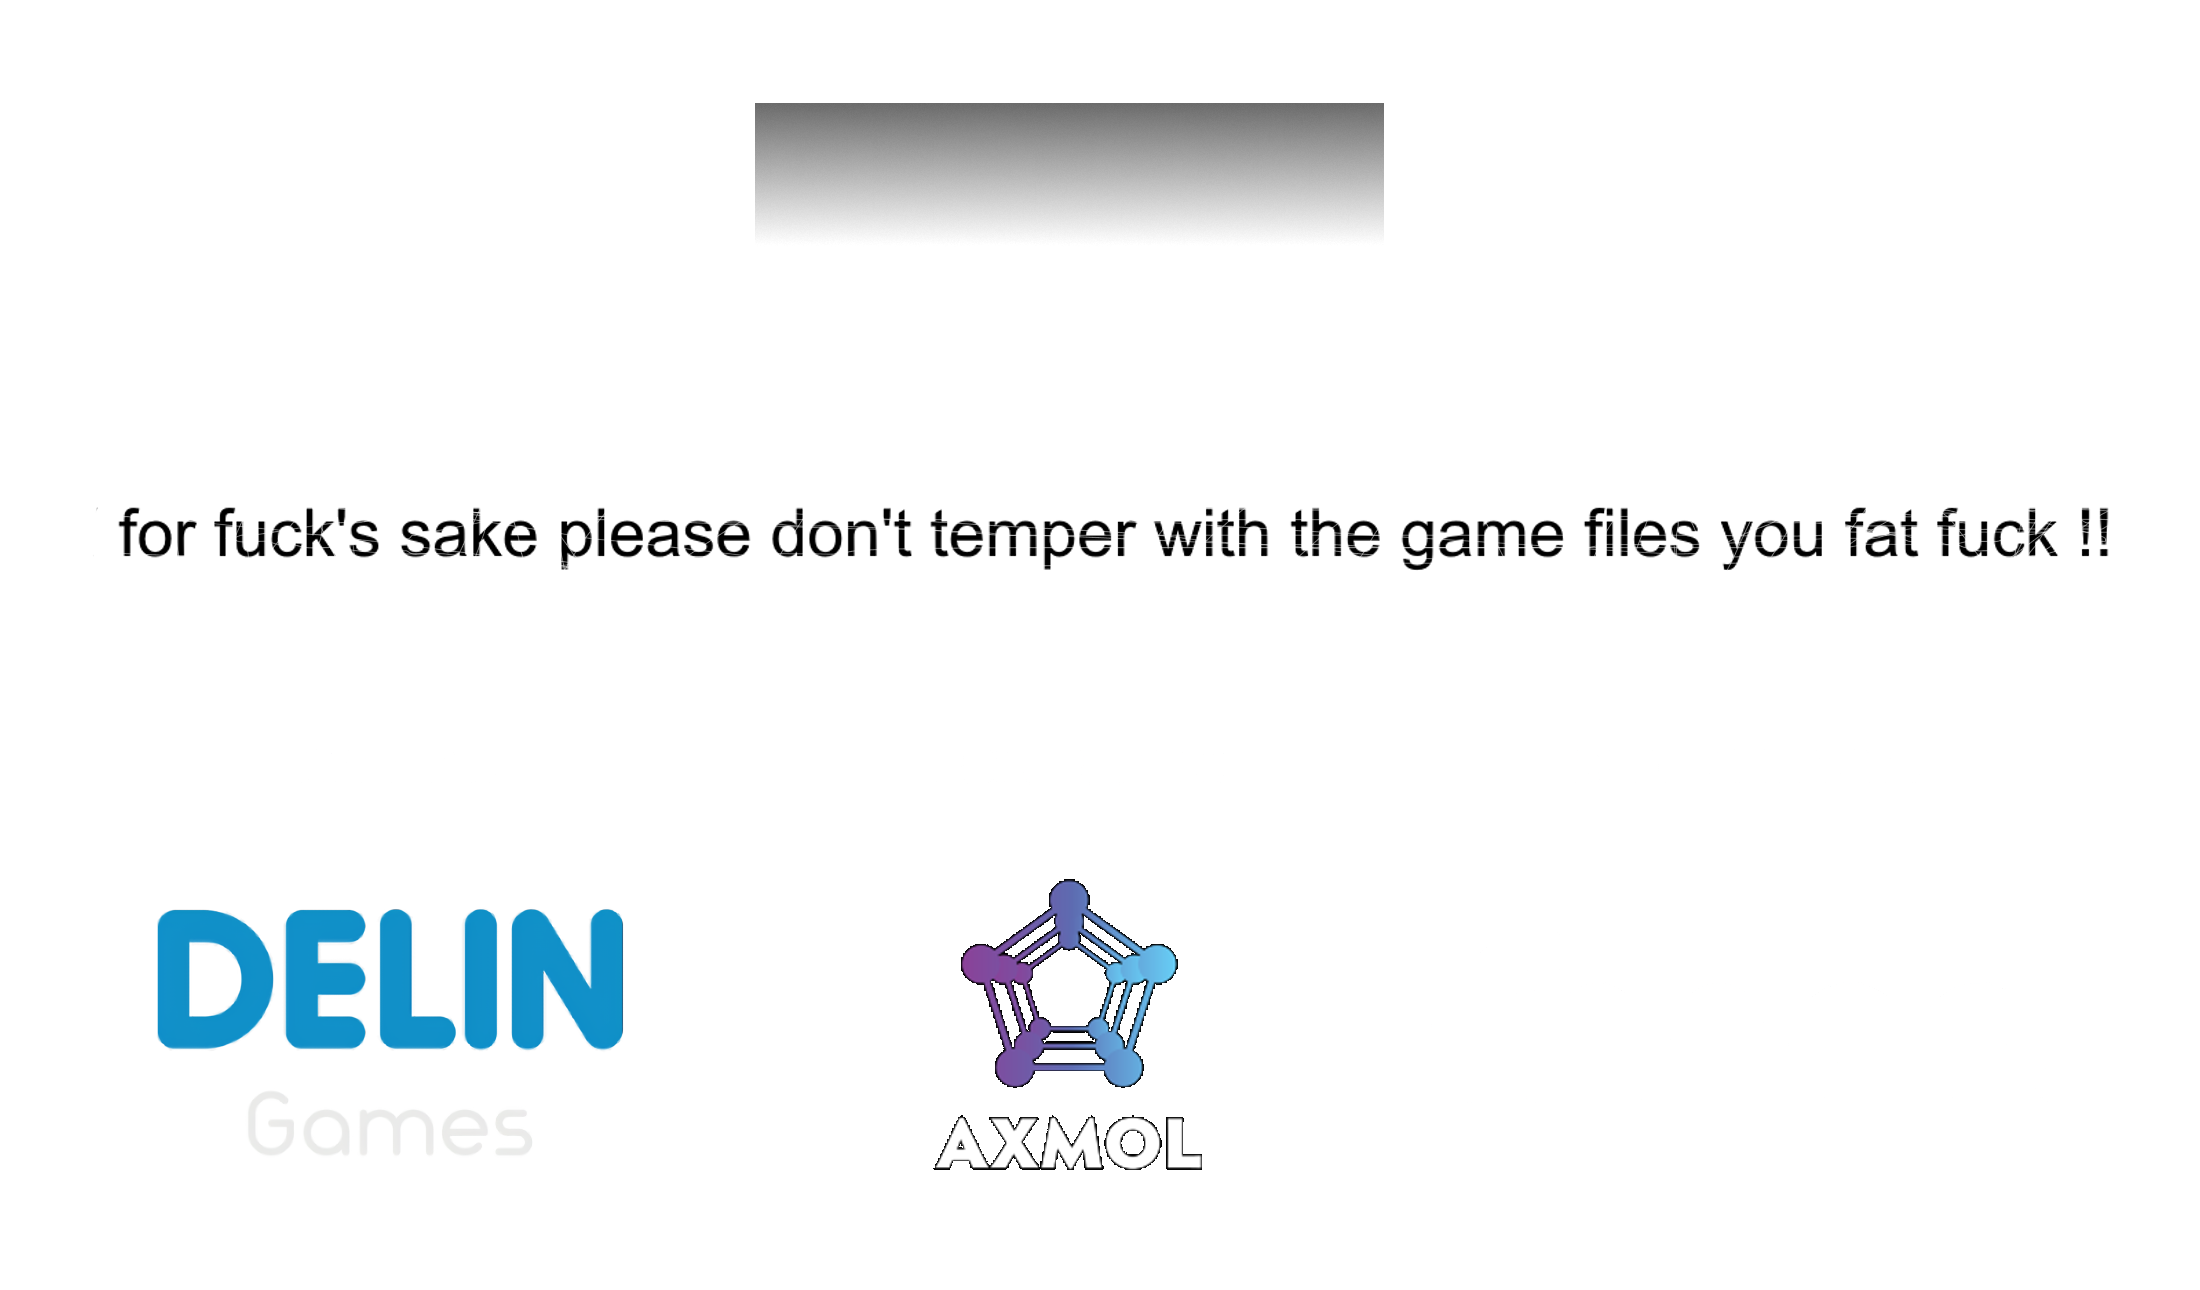 for fuck's sake please don't temper with the game files you fat fuck !!
DELIN
Games
AXMOL